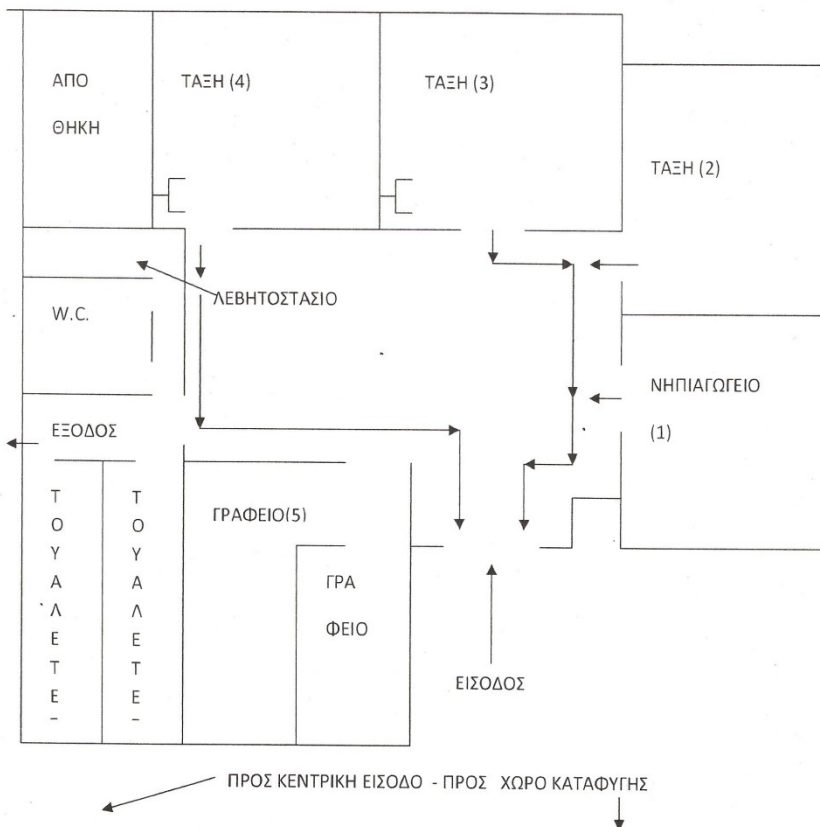 ΑΠΟ
ΘΗΚΗ
ΤΑΞΗ (4)
ΤΑΞΗ (3)
ΤΑΞΗ (2)
ΛΕΒΗΤΟΣΤΑΣΙΟ
W.C.
ΝΗΠΙΑΓΩΓΕΙΟ
(1)
ΕΞΟΔΟΣ
Τ
Ο
Υ
Α
Λ
Ε
Τ
Ε
–
Τ
Ο
Υ
Α
Λ
Ε
Τ
Ε
–
ΓΡΑΦΕΙΟ(5)
ΓΡΑ
ΦΕΙΟ
ΕΙΣΟΔΟΣ
ΠΡΟΣ ΚΕΝΤΡΙΚΗ ΕΙΣΟΔΟ - ΠΡΟΣ ΧΩΡΟ ΚΑΤΑΦΥΓΗΣ